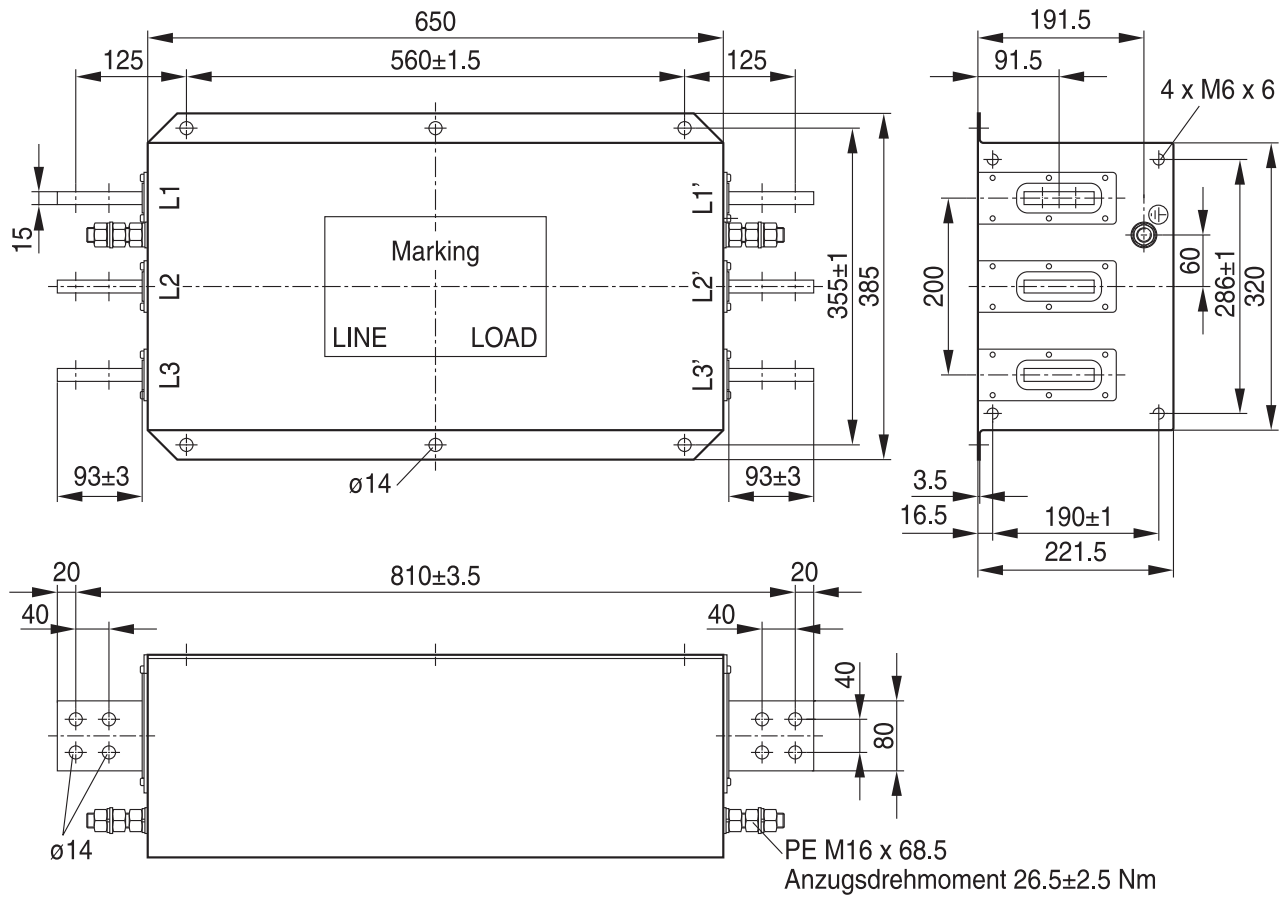 650
125
560±1.5
125
191.5
91.5
4 x M6 x 6
L1
L1’
15
Marking
L2
L2’
LINE
LOAD
L3
L3’
355±1
385
200
60
286±1
320
93±3
ø14
93±3
3.5
16.5
190±1
221.5
20
810±3.5
20
40
40
40
80
ø14
PE M16 x 68.5
Anzugsdrehmoment 26.5±2.5 Nm